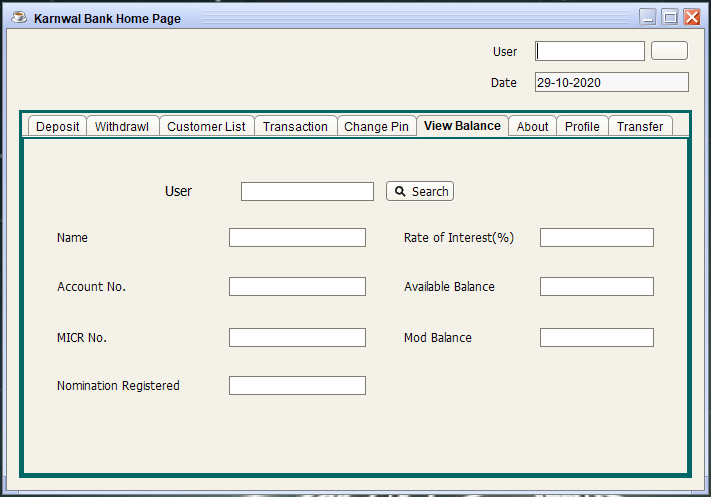 Karnwal Bank Home Page
User
Date 29-10-2020
Deposit Withdrawl Customer List Transaction Change Pin View Balance About Profile Transfer
User Search
Name Rate of Interest(%)
Account No. Available Balance
MICR No. Mod Balance
Nomination Registered